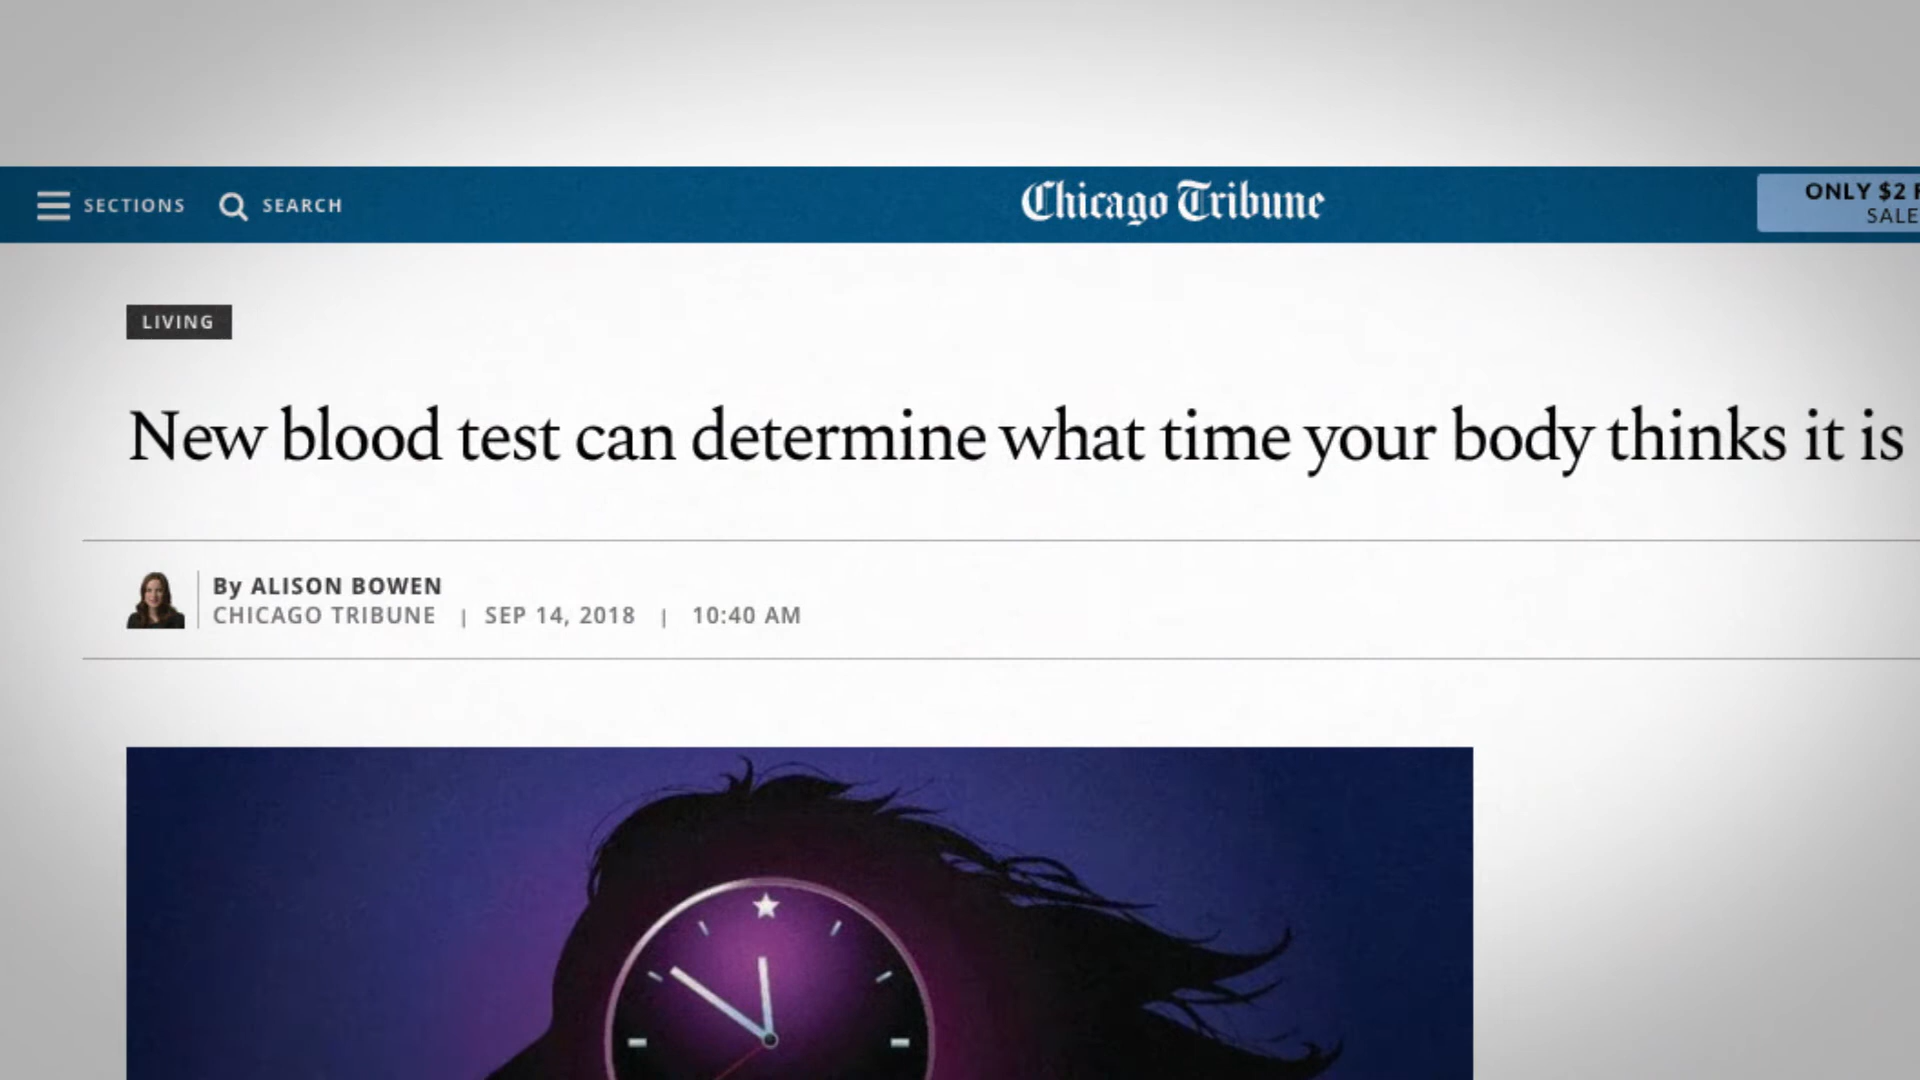 SECTIONS SEARCH
Chicago Tribune
ONLY $2
SALE
LIVING
New blood test can determine what time your body thinks it is
By ALISON BOWEN
CHICAGO TRIBUNE | SEP 14, 2018 | 10:40 AM